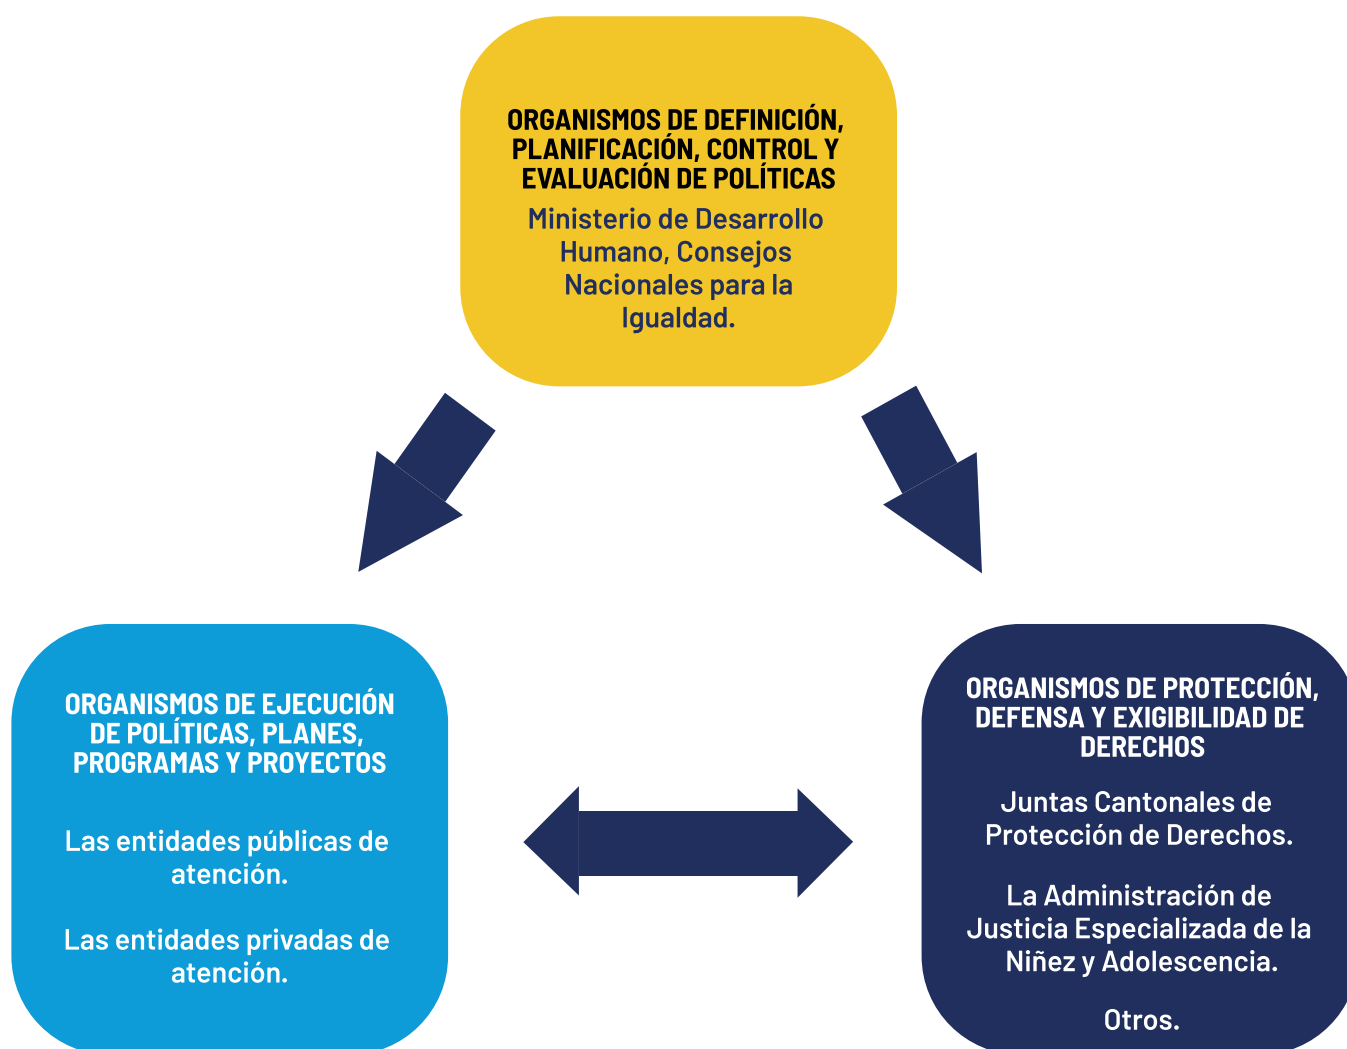 ORGANISMOS DE DEFINICIÓN,
PLANIFICACIÓN, CONTROL Y
EVALUACIÓN DE POLÍTICAS
Ministerio de Desarrollo
Humano, Consejos
Nacionales para la
Igualdad.
ORGANISMOS DE EJECUCIÓN
DE POLÍTICAS, PLANES,
PROGRAMAS Y PROYECTOS
Las entidades públicas de
atención.
Las entidades privadas de
atención.
ORGANISMOS DE PROTECCIÓN,
DEFENSA Y EXIGIBILIDAD DE
DERECHOS
Juntas Cantonales de
Protección de Derechos.
La Administración de
Justicia Especializada de la
Niñez y Adolescencia.
Otros.